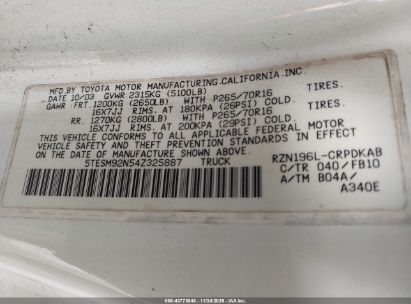 MFD. BY TOYOTA MOTOR MANUFACTURING.CALIFORNIA.INC.
DATE 10/03 GVWR 2315KG (5100LB)
GAWR FRT. 1200KG (2650LB) WITH P265/70R16 TIRES.
16X7JJ RIMS. AT 180KPA (26PSI) COLD.
RR. 1270KG (2800LB) WITH P265/70R16 TIRES.
16X7JJ RIMS. AT 200KPA (29PSI) COLD.
THIS VEHICLE CONFORMS TO ALL APPLICABLE FEDERAL MOTOR
VEHICLE SAFETY AND THEFT PREVENTION STANDARDS IN EFFECT
ON THE DATE OF MANUFACTURE SHOWN ABOVE.
5TESM92N54Z325887 TRUCK
RZN196L-CRPDKAB
C/TR 040/FB10
A/TM B04A/
A340E